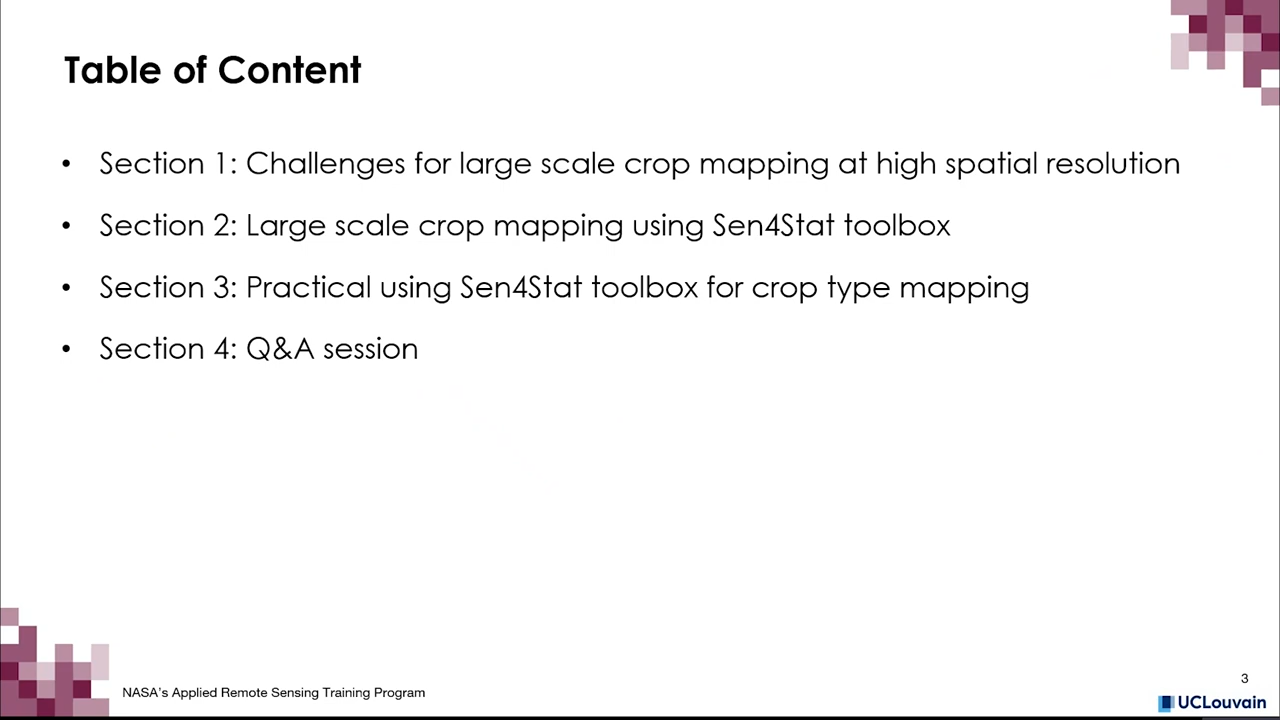 Table of Content
• Section 1: Challenges for large scale crop mapping at high spatial resolution
• Section 2: Large scale crop mapping using Sen4Stat toolbox
• Section 3: Practical using Sen4Stat toolbox for crop type mapping
• Section 4: Q&A session
NASA's Applied Remote Sensing Training Program
3
UCLouvain